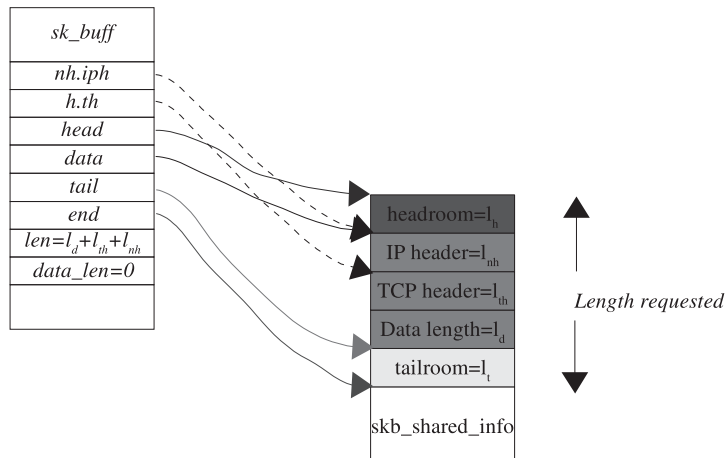 sk_buff
nh.iph
h.th
head
data
tail
end
len=l_d+l_th+l_nh
data_len=0
headroom=l_h
IP header=l_nh
TCP header=l_th
Data length=l_d
tailroom=l_t
skb_shared_info
Length requested